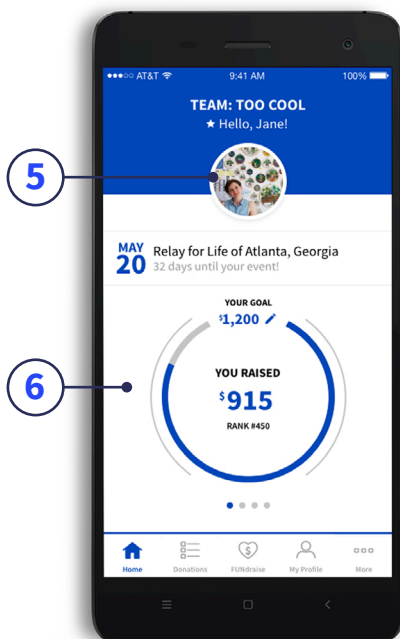 AT&T 9:41 AM 100%
TEAM: TOO COOL
★ Hello, Jane!
5
MAY
20
Relay for Life of Atlanta, Georgia
32 days until your event!
YOUR GOAL
$1,200
6
YOU RAISED
$915
RANK #450
Home Donations FUNdraise My Profile More